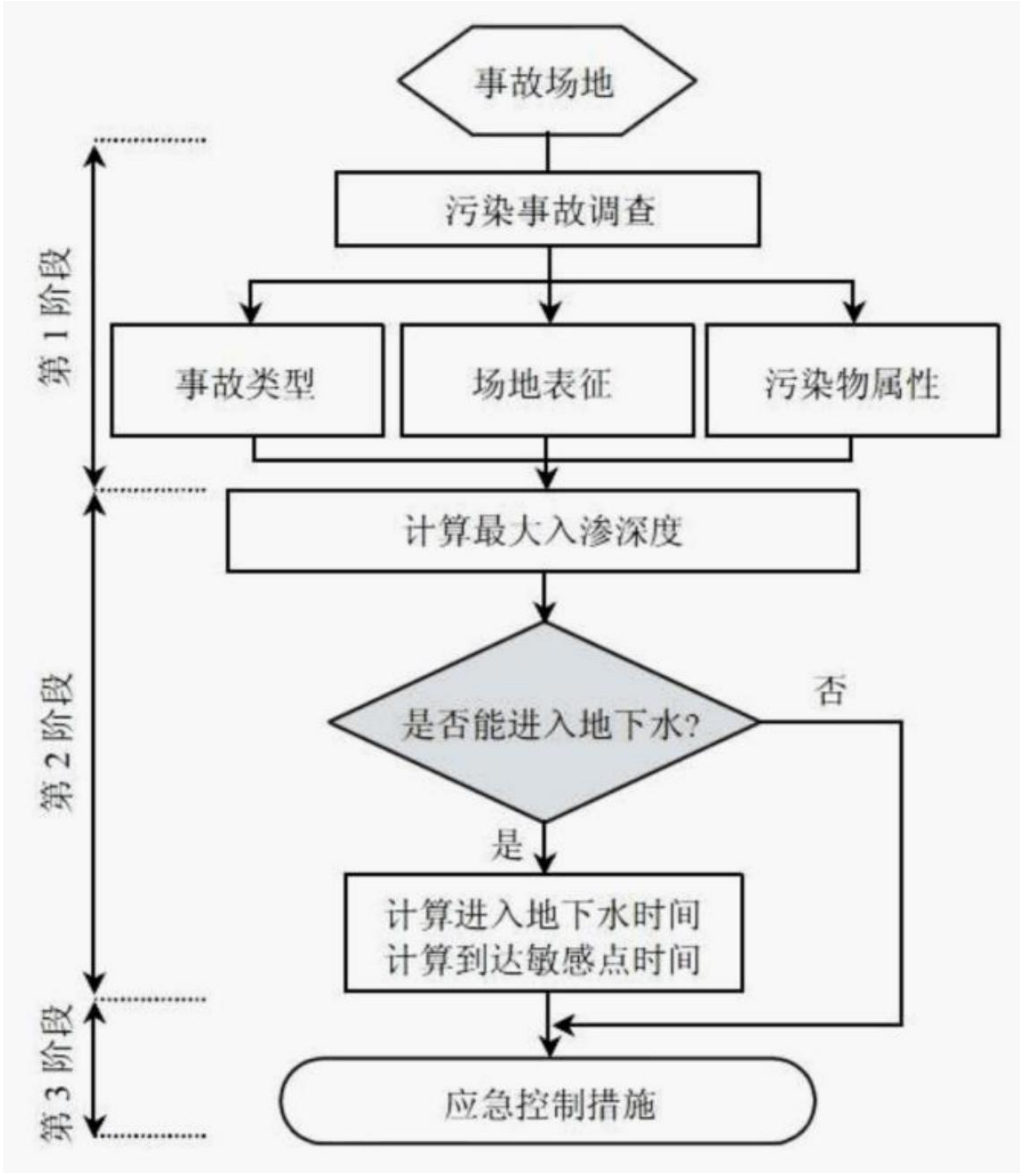 事故场地
污染事故调查
第1阶段
事故类型
场地表征
污染物属性
计算最大入渗深度
第2阶段
是否能进入地下水?
否
是
计算进入地下水时间
计算到达敏感点时间
第3阶段
应急控制措施